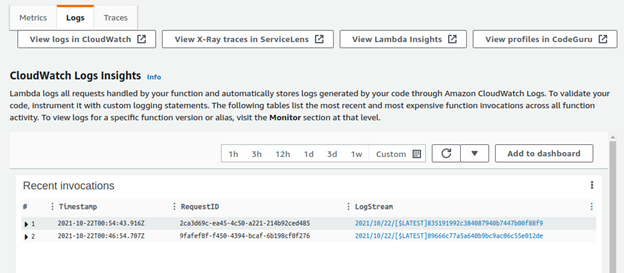 Metrics
Logs
Traces
View logs in CloudWatch
View X-Ray traces in ServiceLens
View Lambda Insights
View profiles in CodeGuru
CloudWatch Logs Insights Info
Lambda logs all requests handled by your function and automatically stores logs generated by your code through Amazon CloudWatch Logs. To validate your
code, instrument it with custom logging statements. The following tables list the most recent and most expensive function invocations across all function
activity. To view logs for a specific function version or alias, visit the Monitor section at that level.
1h 3h 12h 1d 3d 1w Custom
Add to dashboard
Recent invocations
# Timestamp RequestID LogStream
1 2021-10-22T00:54:43.916Z 2ca3d69c-ea45-4c50-a221-214b92ced485 2021/10/22/[$LATEST]835191992c384087940b7447b00f88f9
2 2021-10-22T00:46:54.707Z 9fafef8f-f450-4394-bcaf-6b198cf0f276 2021/10/22/[$LATEST]89666c77a5a640b9bc9ac06c55e012de